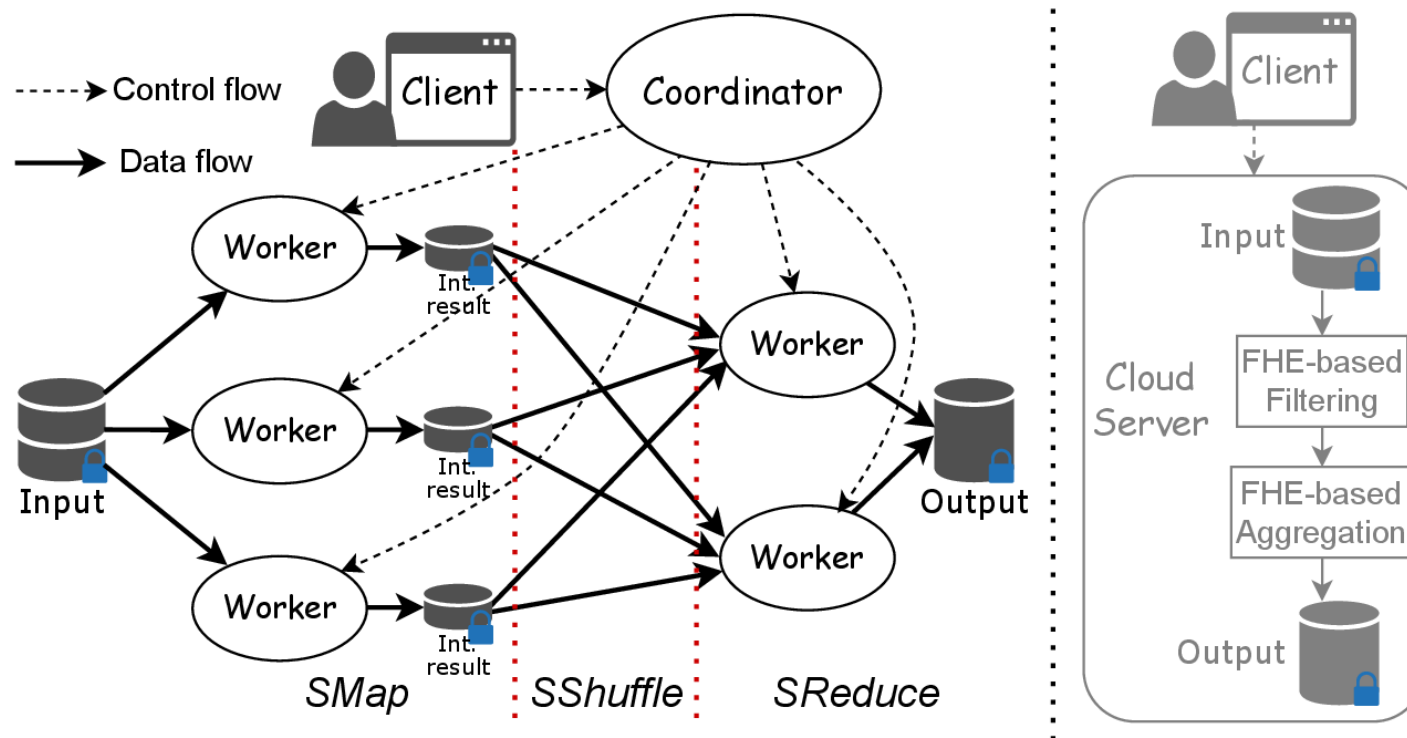 Control flow
Data flow
Client
Coordinator
Worker
Int.
result
Worker
Int.
result
Worker
Int.
result
Input
Worker
Worker
Output
SMap
SShuffle
SReduce
Client
Cloud
Server
Input
FHE-based
Filtering
FHE-based
Aggregation
Output